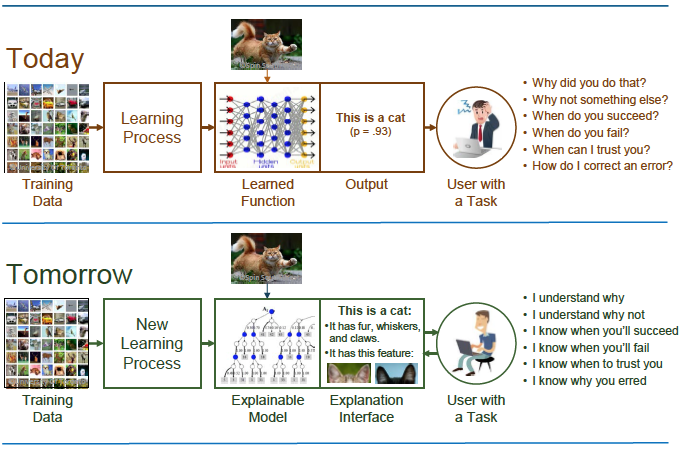 Today
©Spin Spin
Learning
Process
This is a cat
(p = .93)
Input
units
Hidden
units
Output
units
Training
Data
Learned
Function
Output
User with
a Task
• Why did you do that?
• Why not something else?
• When do you succeed?
• When do you fail?
• When can I trust you?
• How do I correct an error?
Tomorrow
New
Learning
Process
This is a cat:
•It has fur, whiskers,
and claws.
•It has this feature:
Training
Data
Explainable
Model
Explanation
Interface
User with
a Task
• I understand why
• I understand why not
• I know when you'll succeed
• I know when you'll fail
• I know when to trust you
• I know why you erred